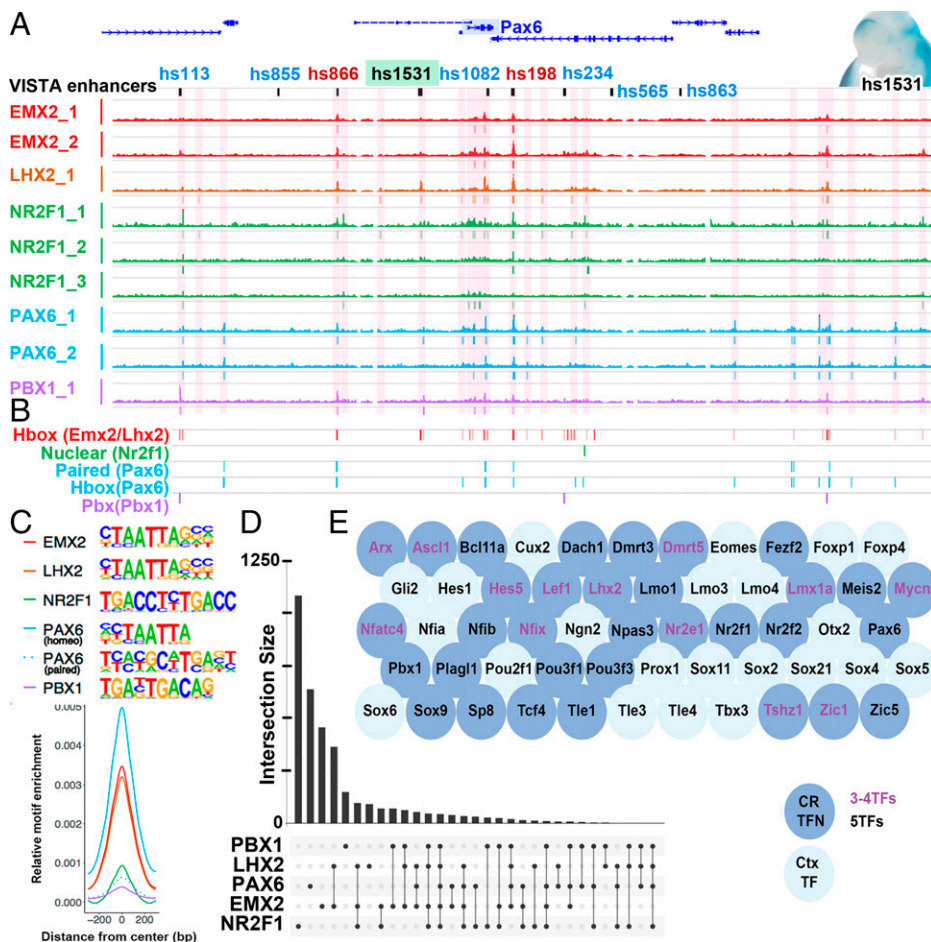 A
Pax6
hs113 hs855 hs866 hs1531 hs1082 hs198 hs234
hs1531
VISTA enhancers
hs565 hs863
EMX2_1
EMX2_2
LHX2_1
NR2F1_1
NR2F1_2
NR2F1_3
PAX6_1
PAX6_2
PBX1_1
B
Hbox (Emx2/Lhx2)
Nuclear (Nr2f1)
Paired (Pax6)
Hbox(Pax6)
Pbx(Pbx1)
C
EMX2
LHX2
NR2F1
PAX6
(homeo)
PAX6
(paired)
PBX1
Relative motif enrichment
0.005
0.004
0.003
0.002
0.001
0.000
-200 0 200
Distance from center (bp)
D
1250
Intersection Size
0
PBX1
LHX2
PAX6
EMX2
NR2F1
E
Arx Ascl1 Bcl11a Cux2 Dach1 Dmrt3 Dmrt5 Eomes Fezf2 Foxp1 Foxp4
Gli2 Hes1 Hes5 Lef1 Lhx2 Lmo1 Lmo3 Lmo4 Lmx1a Meis2 Mycn
Nfatc4 Nfia Nfib Nfix Ngn2 Npas3 Nr2e1 Nr2f1 Nr2f2 Otx2 Pax6
Pbx1 Plagl1 Pou2f1 Pou3f1 Pou3f3 Prox1 Sox11 Sox2 Sox21 Sox4 Sox5
Sox6 Sox9 Sp8 Tcf4 Tle1 Tle3 Tle4 Tbx3 Tshz1 Zic1 Zic5
CR
TFN
3-4TFs
5TFs
Ctx
TF